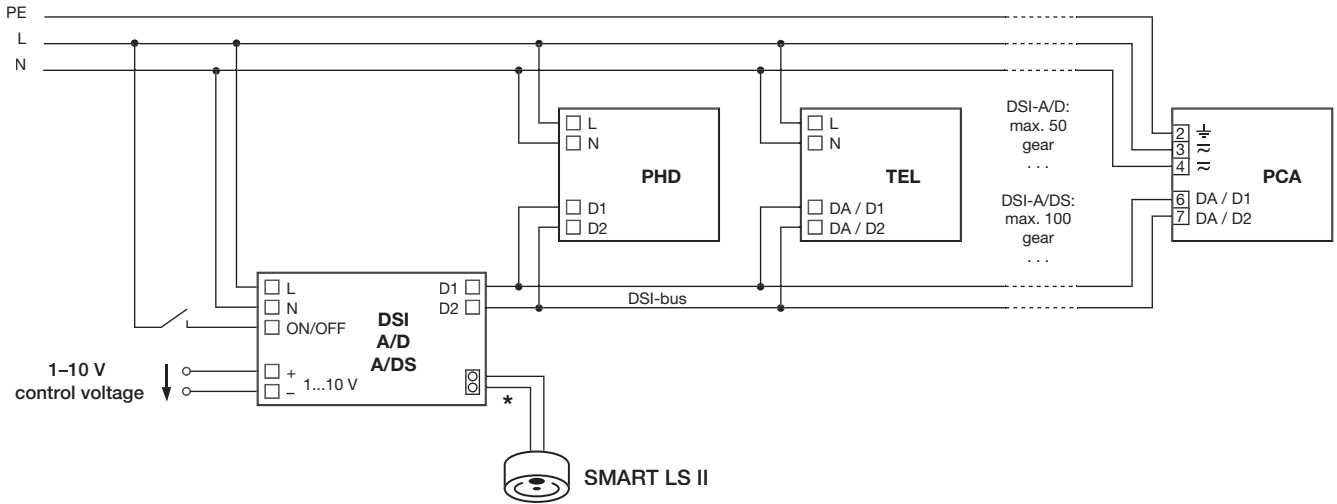 PE
L
N
L
N
PHD
D1
D2
L
N
TEL
DA / D1
DA / D2
DSI-A/D:
max. 50
gear
. . .
DSI-A/DS:
max. 100
gear
. . .
2
3
4
PCA
6 DA / D1
7 DA / D2
L
N
ON/OFF
+
1...10 V
–
DSI
A/D
A/DS
D1
D2
DSI-bus
1–10 V
control voltage
*
SMART LS II